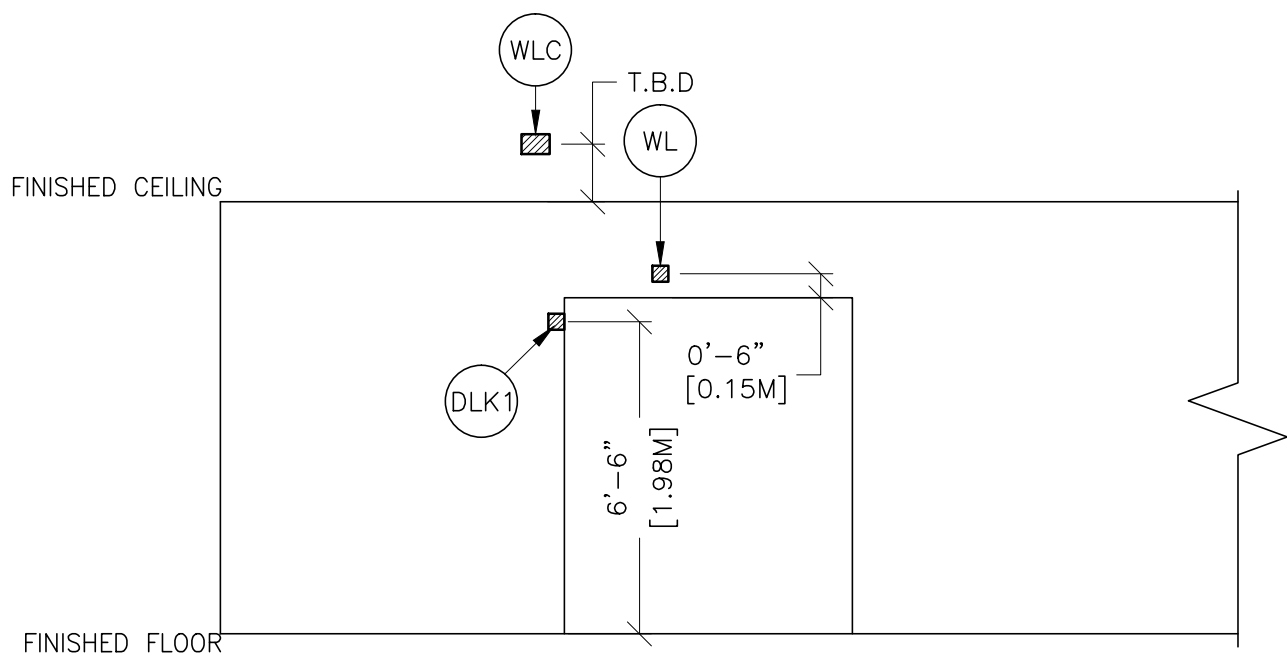 WLC
T.B.D
WL
FINISHED CEILING
0’–6”
[0.15M]
DLK1
6’–6”
[1.98M]
FINISHED FLOOR